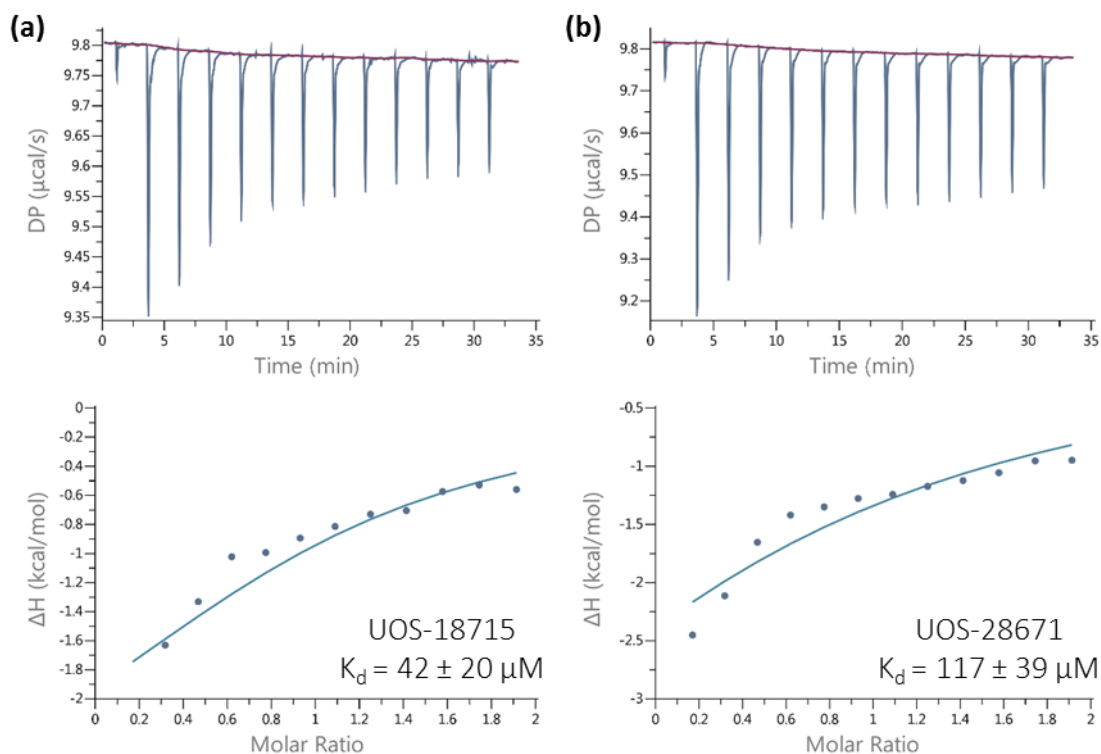 (a)
9.8
9.75
9.7
9.65
9.6
9.55
9.5
9.45
9.4
9.35
DP (µcal/s)
0 5 10 15 20 25 30 35
Time (min)
(b)
9.8
9.7
9.6
9.5
9.4
9.3
9.2
DP (µcal/s)
0 5 10 15 20 25 30 35
Time (min)
0
-0.2
-0.4
-0.6
-0.8
-1
-1.2
-1.4
-1.6
-1.8
-2
ΔH (kcal/mol)
UOS-18715
Kd = 42 ± 20 µM
0 0.2 0.4 0.6 0.8 1 1.2 1.4 1.6 1.8 2
Molar Ratio
-0.5
-1
-1.5
-2
-2.5
-3
ΔH (kcal/mol)
UOS-28671
Kd = 117 ± 39 µM
0 0.2 0.4 0.6 0.8 1 1.2 1.4 1.6 1.8 2
Molar Ratio